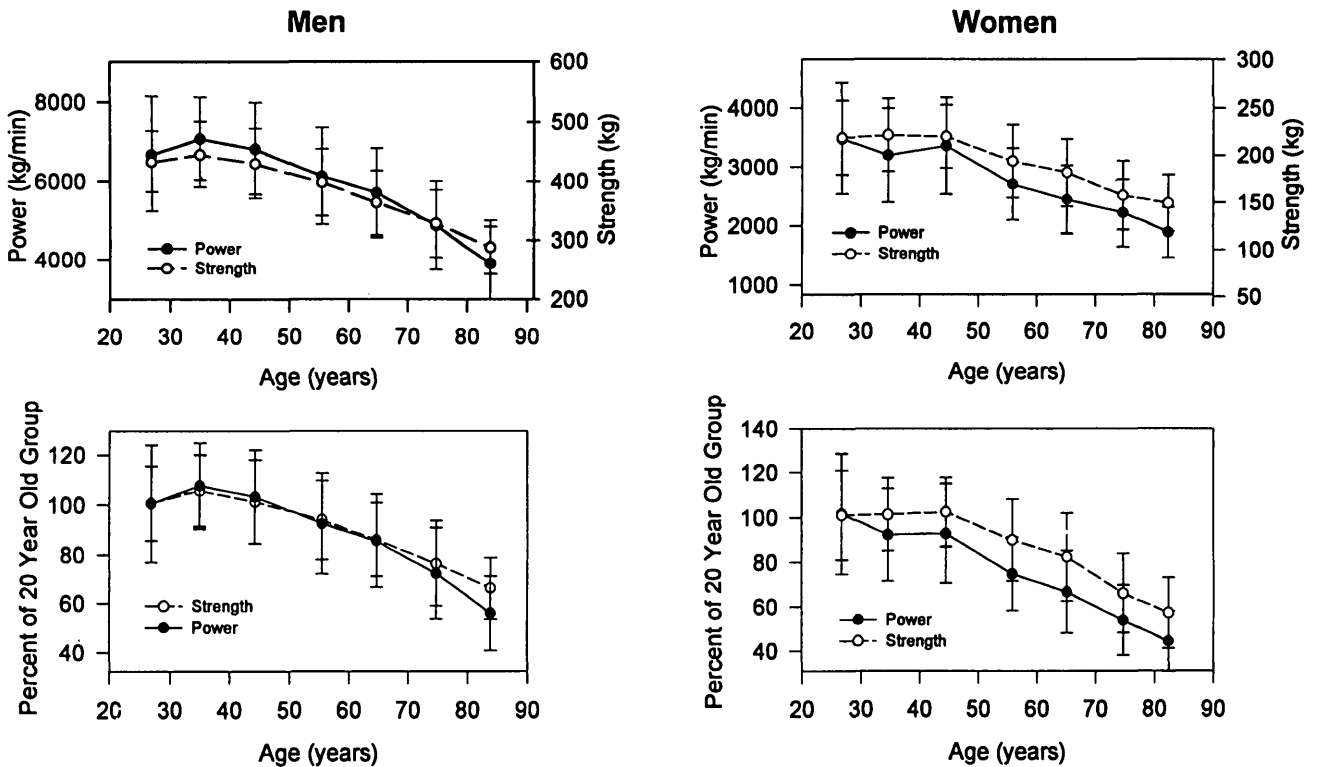 Men
Power (kg/min)
8000
6000
4000
600
500
400
300
200
Strength (kg)
Power
Strength
20 30 40 50 60 70 80 90
Age (years)
Women
Power (kg/min)
4000
3000
2000
1000
300
250
200
150
100
50
Strength (kg)
Power
Strength
20 30 40 50 60 70 80 90
Age (years)
Percent of 20 Year Old Group
120
100
80
60
40
Strength
Power
20 30 40 50 60 70 80 90
Age (years)
Percent of 20 Year Old Group
140
120
100
80
60
40
Power
Strength
20 30 40 50 60 70 80 90
Age (years)